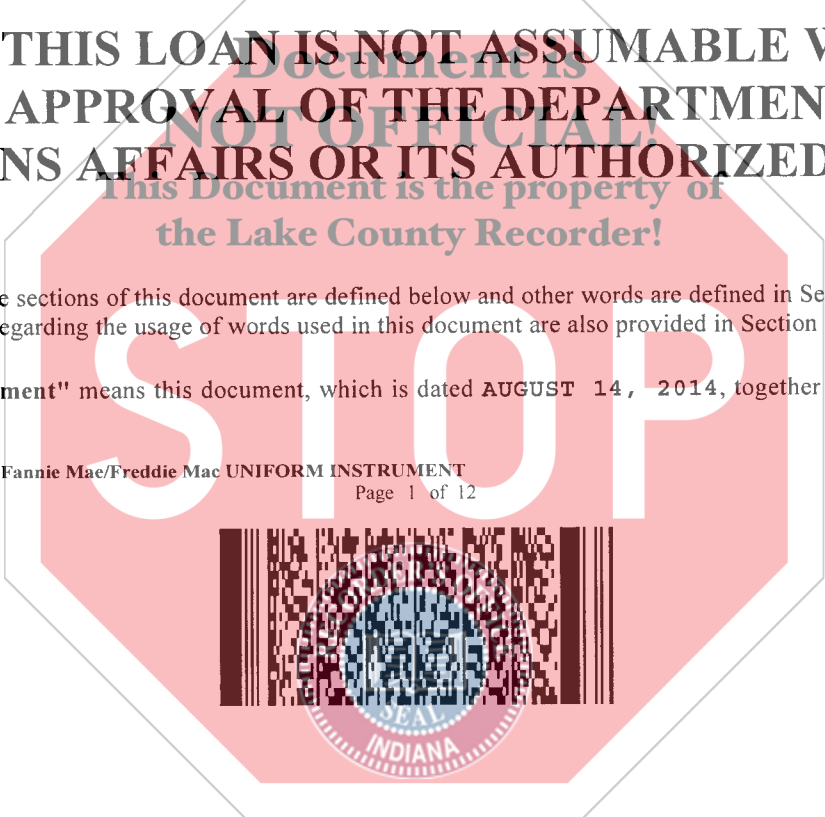 THIS LOAN IS NOT ASSUMABLE
Document is
APPROVAL OF THE
NOT OFFICIAL!
NS AFFAIRS OR ITS AUTHORIZED
This Document is the property of
the Lake County Recorder!
e sections of this document are defined below and other words are defined in Se
egarding the usage of words used in this document are also provided in Section
STOP
ment" means this document, which is dated AUGUST 14, 2014, together
Fannie Mae/Freddie Mac UNIFORM INSTRUMENT
Page 1 of 12
RECORDER'S OFFICE
SEAL
INDIANA